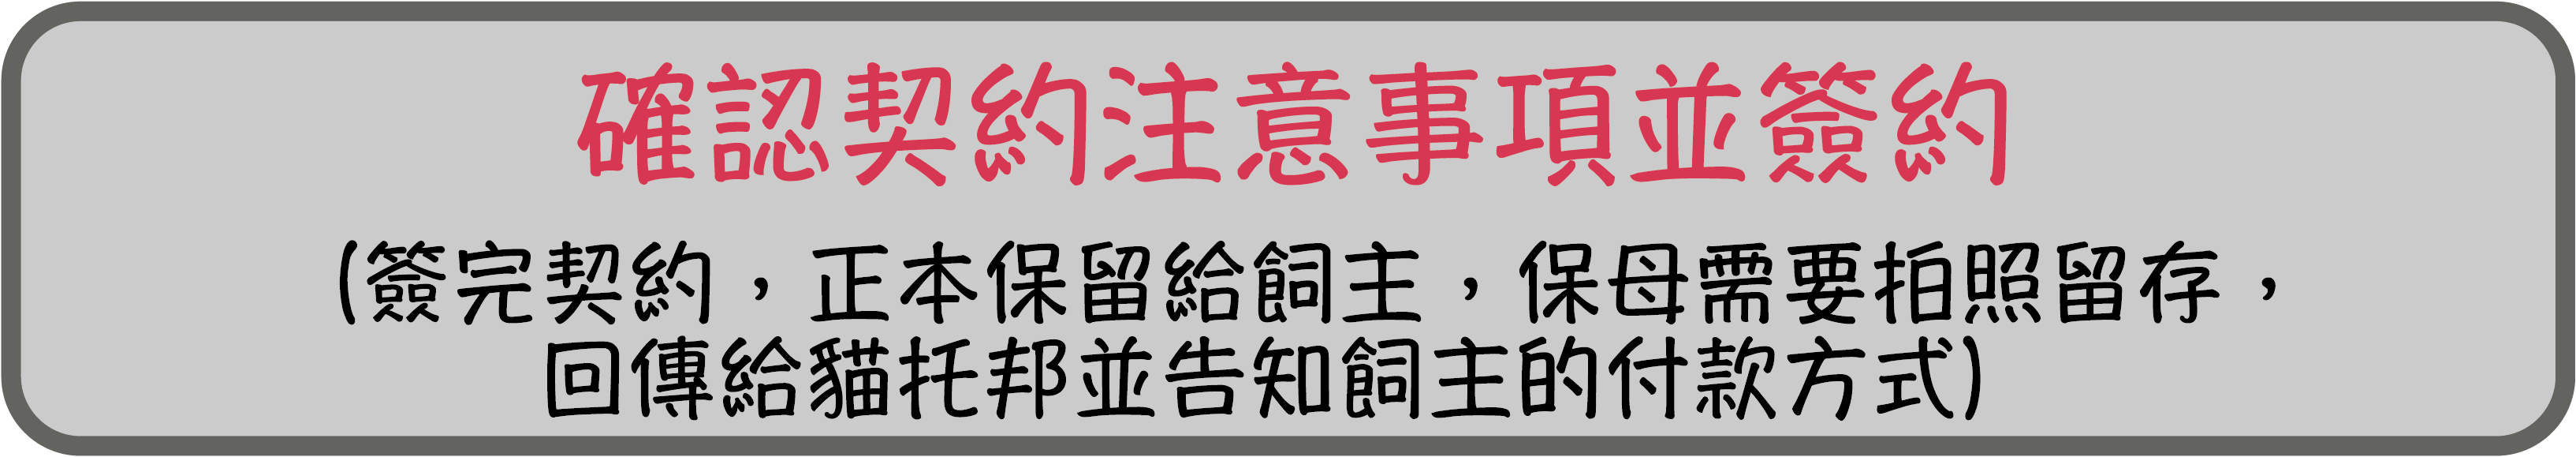 確認契約注意事項並簽約
(簽完契約，正本保留給飼主，保母需要拍照留存，
回傳給貓托邦並告知飼主的付款方式)